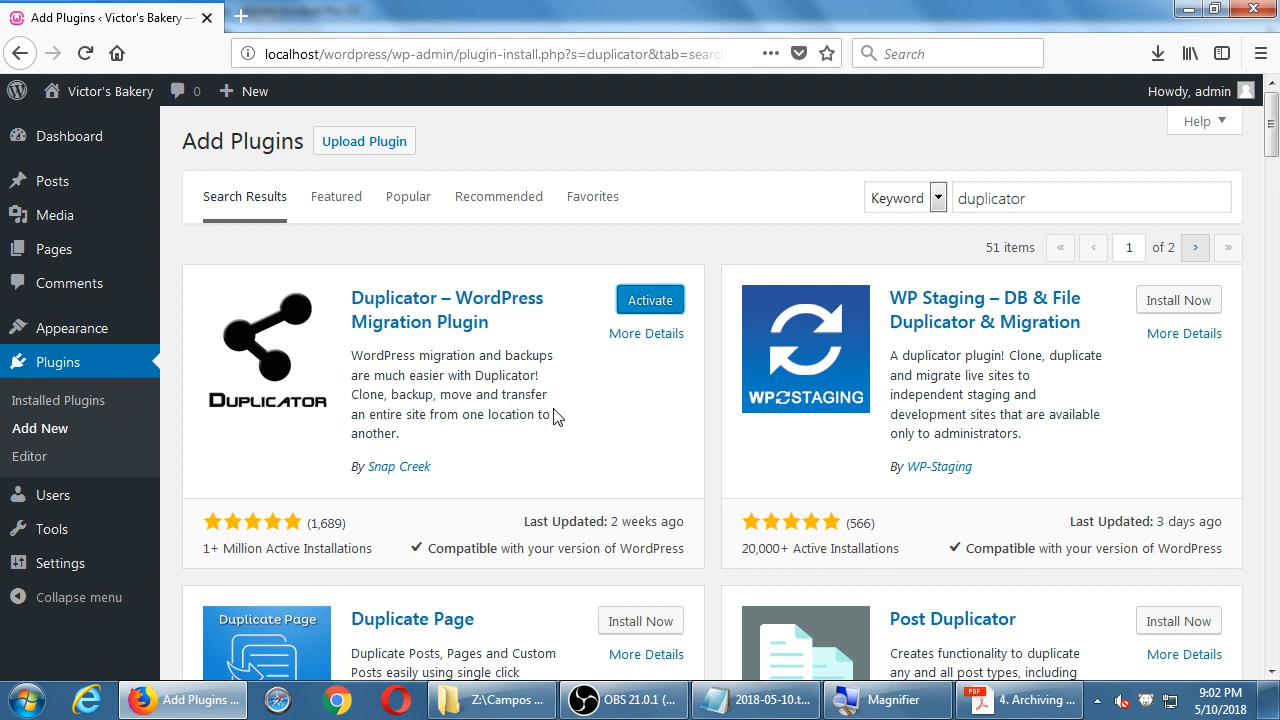 Add Plugins ‹ Victor's Bakery —
localhost/wordpress/wp-admin/plugin-install.php?s=duplicator&tab=searc
Search
Victor's Bakery
0
New
Howdy, admin
Dashboard
Posts
Media
Pages
Comments
Appearance
Plugins
Installed Plugins
Add New
Editor
Users
Tools
Settings
Collapse menu
Help
Add Plugins
Upload Plugin
Search Results
Featured
Popular
Recommended
Favorites
Keyword
duplicator
51 items
«
‹
1
of 2
›
»
DUPLICATOR
Duplicator – WordPress
Migration Plugin
Activate
More Details
WordPress migration and backups
are much easier with Duplicator!
Clone, backup, move and transfer
an entire site from one location to
another.
By Snap Creek
(1,689)
1+ Million Active Installations
Last Updated: 2 weeks ago
Compatible with your version of WordPress
WP STAGING
WP Staging – DB & File
Duplicator & Migration
Install Now
More Details
A duplicator plugin! Clone, duplicate
and migrate live sites to
independent staging and
development sites that are available
only to administrators.
By WP-Staging
(566)
20,000+ Active Installations
Last Updated: 3 days ago
Compatible with your version of WordPress
Duplicate Page
Duplicate Page
Install Now
More Details
Duplicate Posts, Pages and Custom
Posts easily using single click
Post Duplicator
Install Now
More Details
Creates functionality to duplicate
any and all post types, including
Add Plugins ...
Z:\Campos ...
OBS 21.0.1 (...
2018-05-10.t...
Magnifier
PDF
4. Archiving ...
9:02 PM
5/10/2018